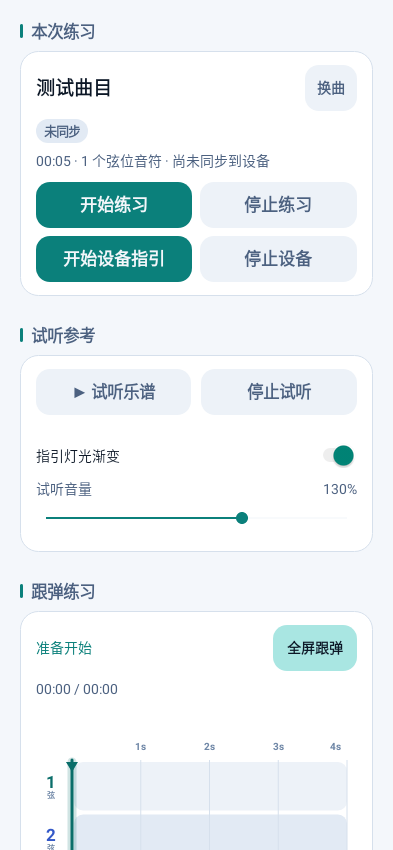 本次练习
测试曲目
换曲
未同步
00:05 · 1 个弦位音符 · 尚未同步到设备
开始练习
停止练习
开始设备指引
停止设备
试听参考
► 试听乐谱
停止试听
指引灯光渐变
试听音量
130%
跟弹练习
准备开始
全屏跟弹
00:00 / 00:00
1s
2s
3s
4s
1
弦
2
弦